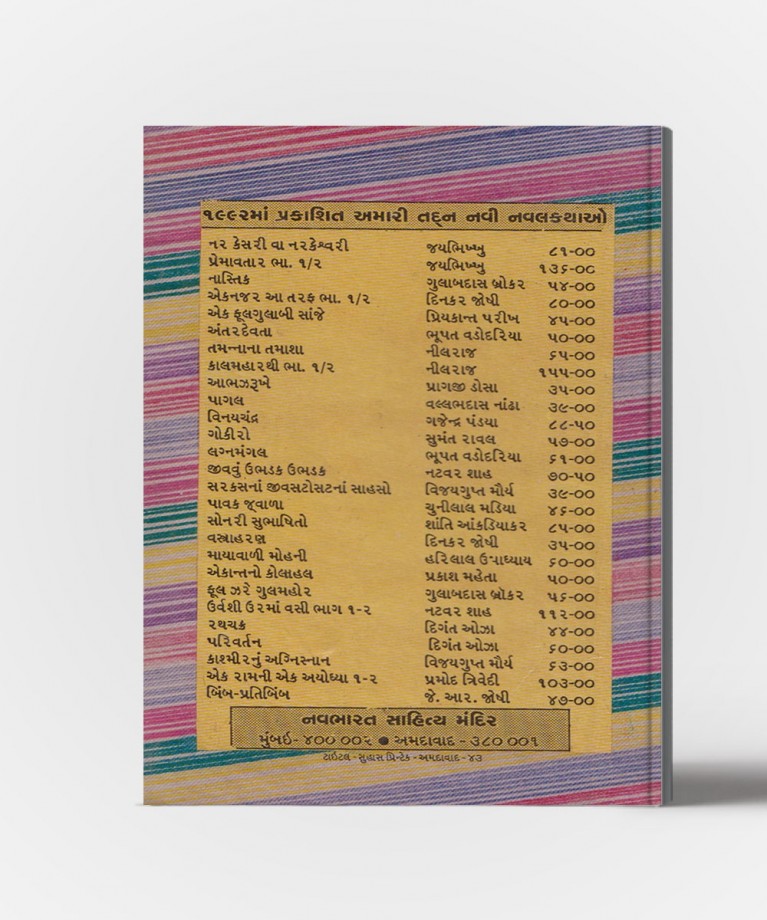 ૧૯૯૨માં પ્રકાશિત અમારી તદ્ન નવી નવલકથાઓ
નર કેસરી વા નરકેશ્વરી જયભિખ્ખુ ૮૧-૦૦
પ્રેમાવતાર ભા. ૧/૨ જયભિખ્ખુ ૧૩૬-૦૦
નાસ્તિક ગુલાબદાસ બ્રોકર ૫૪-૦૦
એકનજર આ તરફ ભા. ૧/૨ દિનકર જોષી ૮૦-૦૦
એક ફૂલગુલાબી સાંજે પ્રિયકાન્ત પરીખ ૪૫-૦૦
અંતરદેવતા ભૂપત વડોદરિયા ૫૦-૦૦
તમન્નાના તમાશા નીલરાજ ૬૫-૦૦
કાલમહારથી ભા. ૧/૨ નીલરાજ ૧૫૫-૦૦
આભઝરૂખે પ્રાગજી ડોસા ૩૫-૦૦
પાગલ વલ્લભદાસ નાંઢા ૩૯-૦૦
વિનયચંદ્ર ગજેન્દ્ર પંડયા ૮૮-૫૦
ગોકીરો સુમંત રાવલ ૫૭-૦૦
લગ્નમંગલ ભૂપત વડોદરિયા ૬૧-૦૦
જીવવું ઉભડક ઉભડક નટવર શાહ ૭૦-૫૦
સરકસનાં જીવસટોસટનાં સાહસો વિજયગુપ્ત મૌર્ય ૩૯-૦૦
પાવક જ્વાળા ચુનીલાલ મડિયા ૪૬-૦૦
સોનરી સુભાષિતો શાંતિ આંકડિયાકર ૮૫-૦૦
વસ્ત્રાહરણ દિનકર જોષી ૩૫-૦૦
માયાવાળી મોહની હરિલાલ ઉપાધ્યાય ૬૦-૦૦
એકાન્તનો કોલાહલ પ્રકાશ મહેતા ૫૦-૦૦
ફૂલ ઝરે ગુલમહોર ગુલાબદાસ બ્રોકર ૫૬-૦૦
ઉર્વશી ઉરમાં વસી ભાગ ૧-૨ નટવર શાહ ૧૧૨-૦૦
રથચક્ર દિગંત ઓઝા ૪૪-૦૦
પરિવર્તન દિગંત ઓઝા ૬૦-૦૦
કાશ્મીરનું અગ્નિસ્નાન વિજયગુપ્ત મૌર્ય ૬૩-૦૦
એક રામની એક અયોધ્યા ૧-૨ પ્રમોદ ત્રિવેદી ૧૦૩-૦૦
બિંબ-પ્રતિબિંબ જે. આર. જોષી ૪૭-૦૦
નવભારત સાહિત્ય મંદિર
મુંબઇ- ૪૦૦ ૦૦૨ ● અમદાવાદ - ૩૮૦ ૦૦૧
ટાઇટલ - સુહાસ પ્રિન્ટેક - અમદાવાદ - ૪૩